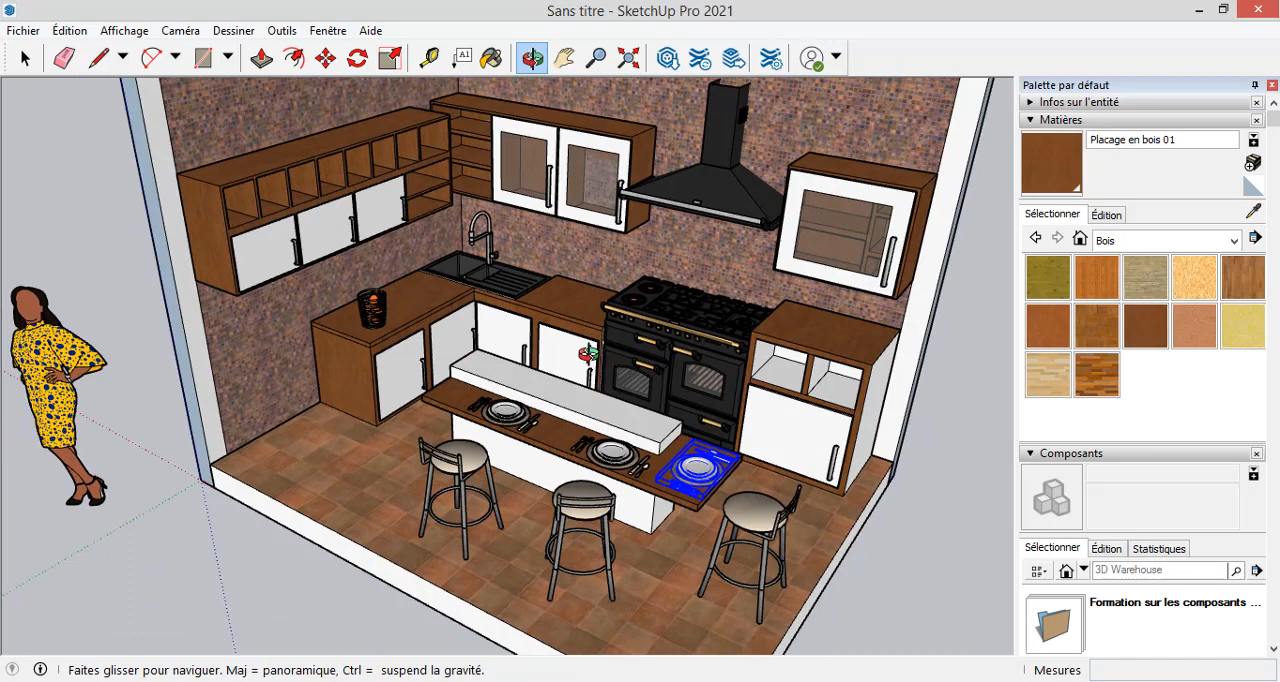 Sans titre - SketchUp Pro 2021
Fichier Édition Affichage Caméra Dessiner Outils Fenêtre Aide
A1
Palette par défaut
Infos sur l'entité
Matières
Placage en bois 01
Sélectionner Édition
Bois
Composants
Sélectionner Édition Statistiques
3D Warehouse
Formation sur les composants ...
Faites glisser pour naviguer. Maj = panoramique, Ctrl = suspend la gravité.
Mesures